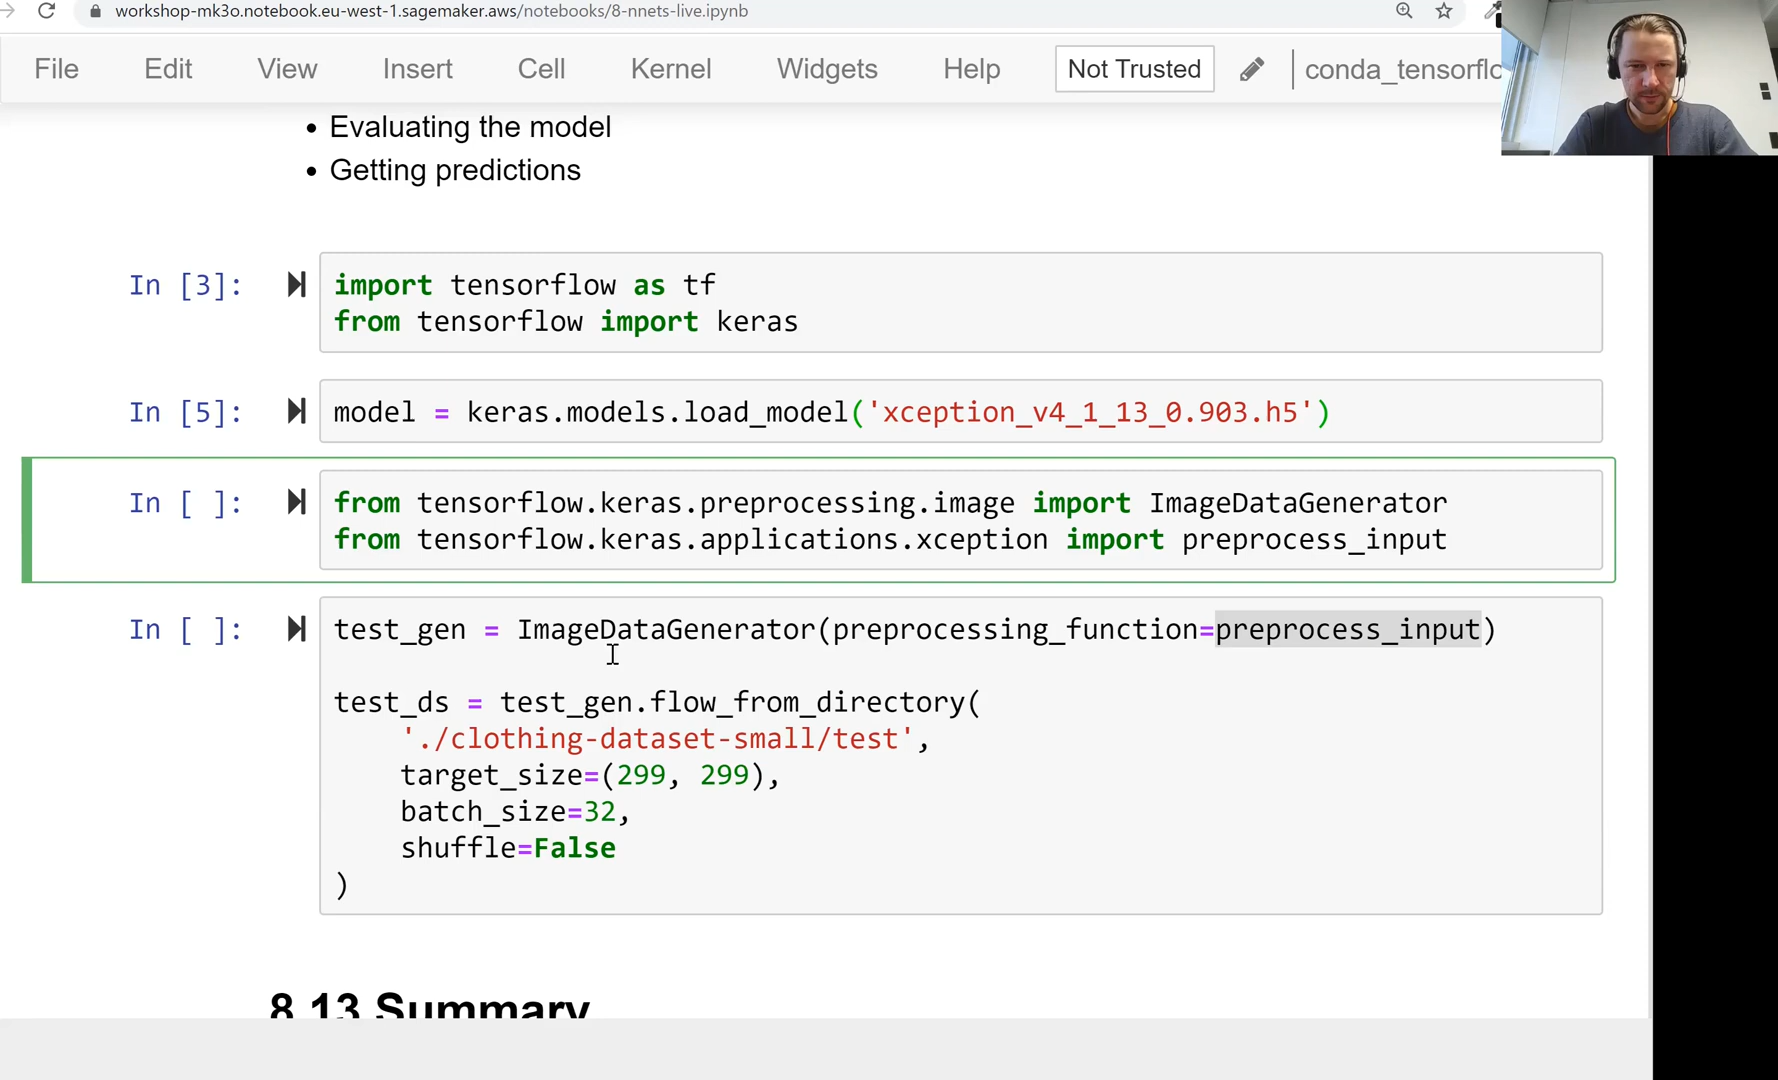 workshop-mk3o.notebook.eu-west-1.sagemaker.aws/notebooks/8-nnets-live.ipynb
File Edit View Insert Cell Kernel Widgets Help Not Trusted conda_tensorflo
• Evaluating the model
• Getting predictions
In [3]: import tensorflow as tf
from tensorflow import keras
In [5]: model = keras.models.load_model('xception_v4_1_13_0.903.h5')
In [ ]: from tensorflow.keras.preprocessing.image import ImageDataGenerator
from tensorflow.keras.applications.xception import preprocess_input
In [ ]: test_gen = ImageDataGenerator(preprocessing_function=preprocess_input)
test_ds = test_gen.flow_from_directory(
'./clothing-dataset-small/test',
target_size=(299, 299),
batch_size=32,
shuffle=False
)
8.13 Summary